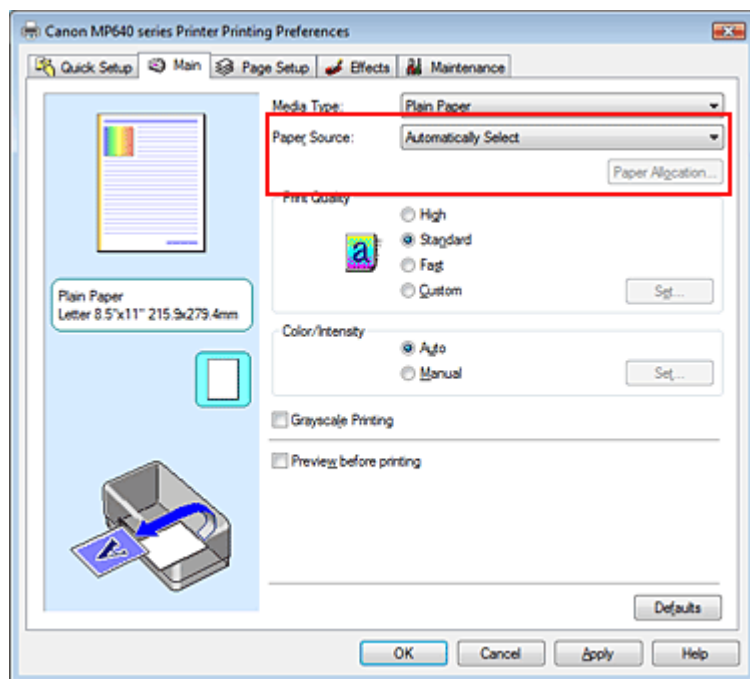 Canon MP640 series Printer Printing Preferences
Quick Setup Main Page Setup Effects Maintenance
Media Type: Plain Paper
Paper Source: Automatically Select
Paper Allocation...
Print Quality
High
Standard
Fast
Custom Set...
Plain Paper
Letter 8.5"x11" 215.9x279.4mm
Color/Intensity
Auto
Manual Set...
Grayscale Printing
Preview before printing
Defaults
OK Cancel Apply Help